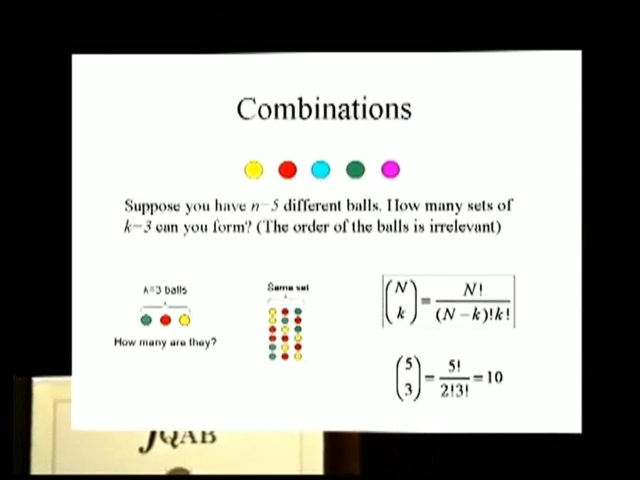 Combinations
Suppose you have n=5 different balls. How many sets of
k=3 can you form? (The order of the balls is irrelevant)
k=3 balls
How many are they?
Same set
(N k) = N! / (N-k)!k!
(5 3) = 5! / 2!3! = 10
JQAB